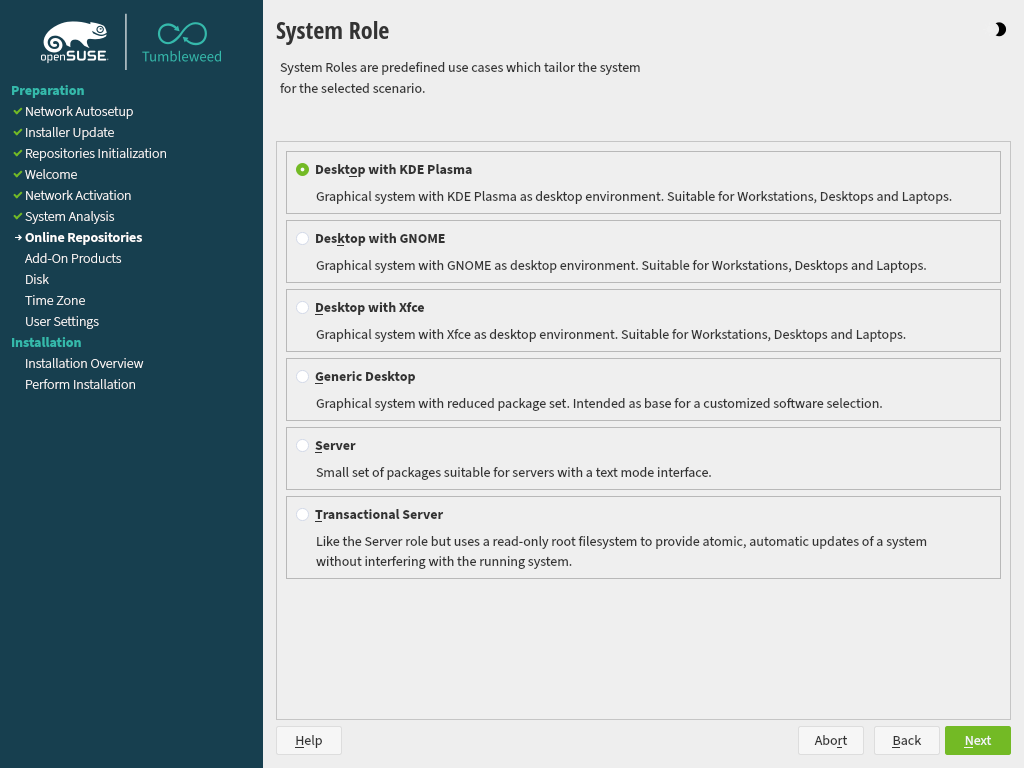 openSUSE
Tumbleweed
Preparation
Network Autosetup
Installer Update
Repositories Initialization
Welcome
Network Activation
System Analysis
Online Repositories
Add-On Products
Disk
Time Zone
User Settings
Installation
Installation Overview
Perform Installation
System Role
System Roles are predefined use cases which tailor the system
for the selected scenario.
Desktop with KDE Plasma
Graphical system with KDE Plasma as desktop environment. Suitable for Workstations, Desktops and Laptops.
Desktop with GNOME
Graphical system with GNOME as desktop environment. Suitable for Workstations, Desktops and Laptops.
Desktop with Xfce
Graphical system with Xfce as desktop environment. Suitable for Workstations, Desktops and Laptops.
Generic Desktop
Graphical system with reduced package set. Intended as base for a customized software selection.
Server
Small set of packages suitable for servers with a text mode interface.
Transactional Server
Like the Server role but uses a read-only root filesystem to provide atomic, automatic updates of a system
without interfering with the running system.
Help
Abort
Back
Next